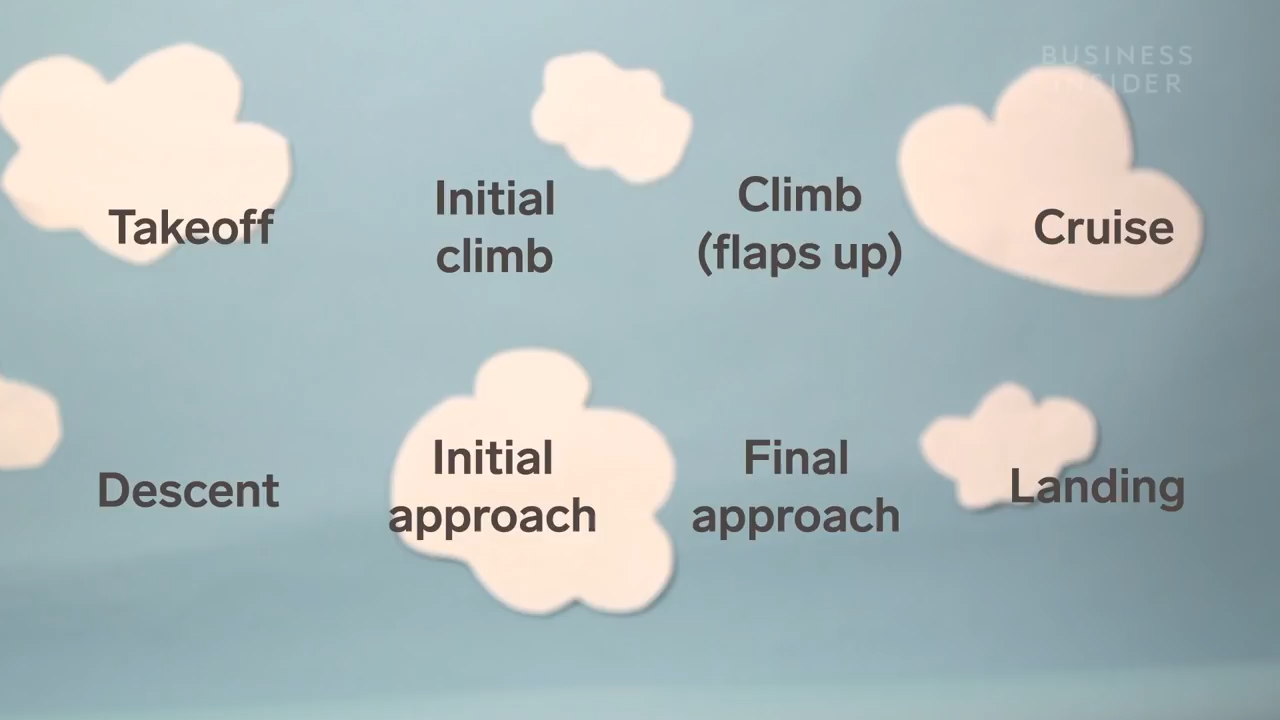 BUSINESS
INSIDER
Takeoff
Initial
climb
Climb
(flaps up)
Cruise
Descent
Initial
approach
Final
approach
Landing